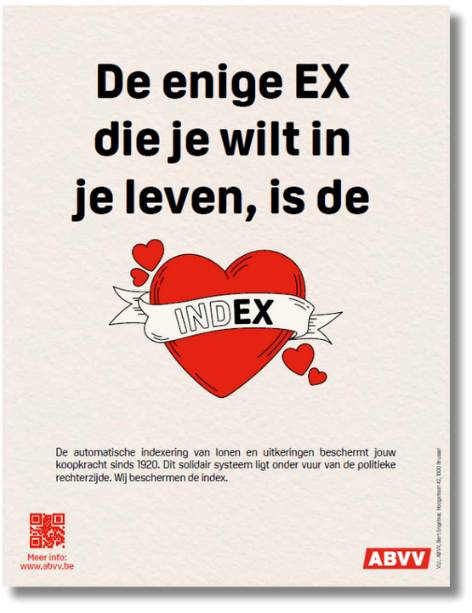 De enige EX
die je wilt in
je leven, is de
INDEX
De automatische indexering van lonen en uitkeringen beschermt jouw
koopkracht sinds 1920. Dit solidair systeem ligt onder vuur van de politieke
rechterzijde. Wij beschermen de index.
Meer info:
www.abvv.be
ABVV
V.U.: ABVV, Bert Engelaar, Hoogstraat 42, 1000 Brussel